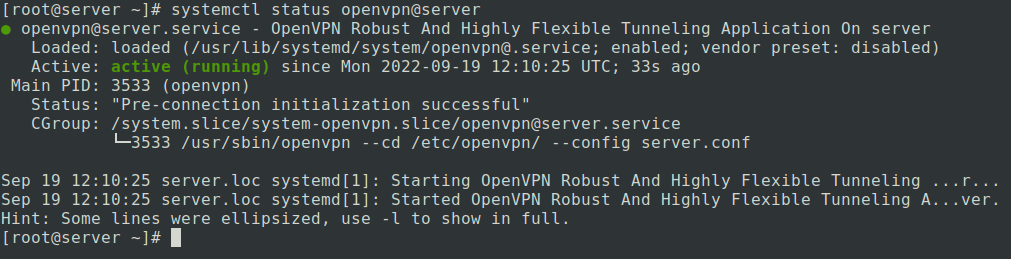 [root@server ~]# systemctl status openvpn@server
● openvpn@server.service - OpenVPN Robust And Highly Flexible Tunneling Application On server
   Loaded: loaded (/usr/lib/systemd/system/openvpn@.service; enabled; vendor preset: disabled)
   Active: active (running) since Mon 2022-09-19 12:10:25 UTC; 33s ago
 Main PID: 3533 (openvpn)
   Status: "Pre-connection initialization successful"
   CGroup: /system.slice/system-openvpn.slice/openvpn@server.service
           └─3533 /usr/sbin/openvpn --cd /etc/openvpn/ --config server.conf

Sep 19 12:10:25 server.loc systemd[1]: Starting OpenVPN Robust And Highly Flexible Tunneling ...r...
Sep 19 12:10:25 server.loc systemd[1]: Started OpenVPN Robust And Highly Flexible Tunneling A...ver.
Hint: Some lines were ellipsized, use -l to show in full.
[root@server ~]#